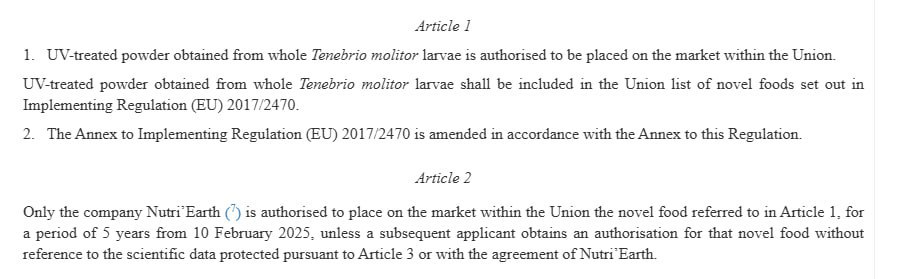 Article 1
1. UV-treated powder obtained from whole Tenebrio molitor larvae is authorised to be placed on the market within the Union.
UV-treated powder obtained from whole Tenebrio molitor larvae shall be included in the Union list of novel foods set out in
Implementing Regulation (EU) 2017/2470.
2. The Annex to Implementing Regulation (EU) 2017/2470 is amended in accordance with the Annex to this Regulation.
Article 2
Only the company Nutri’Earth (7) is authorised to place on the market within the Union the novel food referred to in Article 1, for
a period of 5 years from 10 February 2025, unless a subsequent applicant obtains an authorisation for that novel food without
reference to the scientific data protected pursuant to Article 3 or with the agreement of Nutri’Earth.